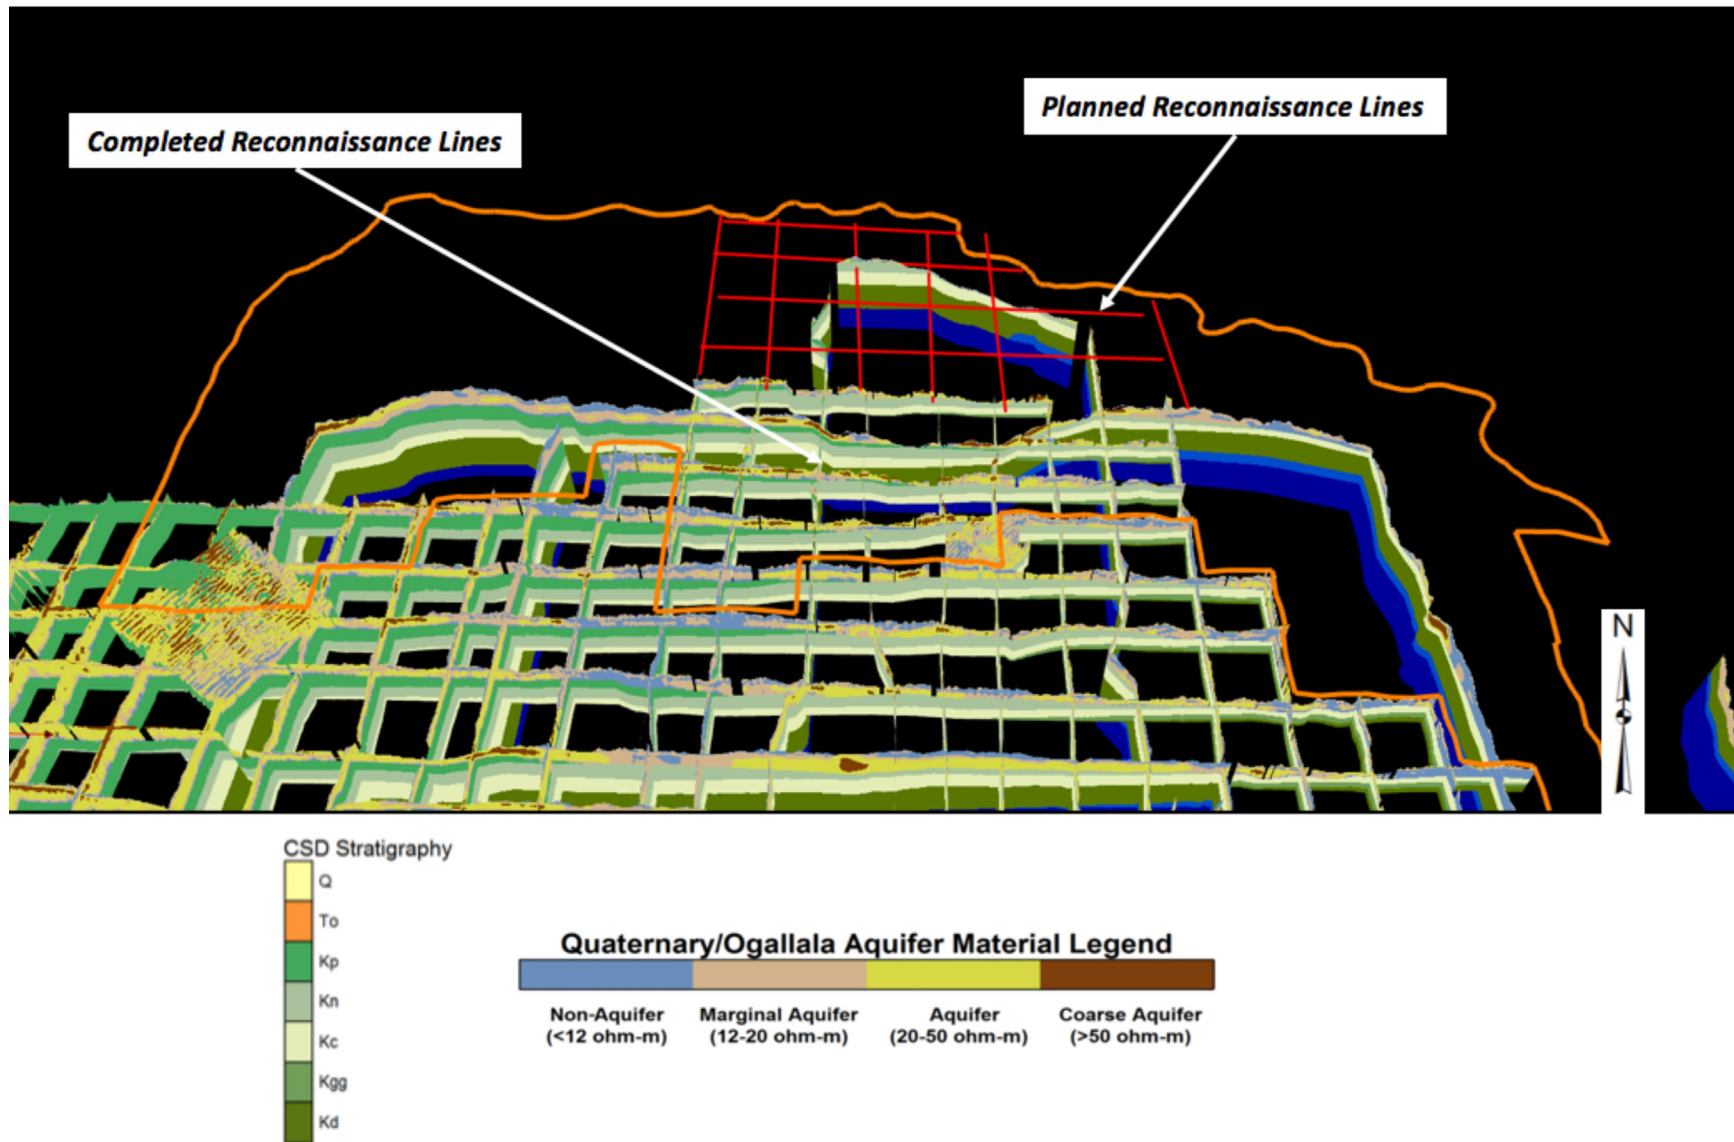 Planned Reconnaissance Lines
Completed Reconnaissance Lines
N
CSD Stratigraphy
Q
To
Kp
Kn
Kc
Kgg
Kd
Quaternary/Ogallala Aquifer Material Legend
Non-Aquifer Marginal Aquifer Aquifer Coarse Aquifer
(<12 ohm-m) (12-20 ohm-m) (20-50 ohm-m) (>50 ohm-m)